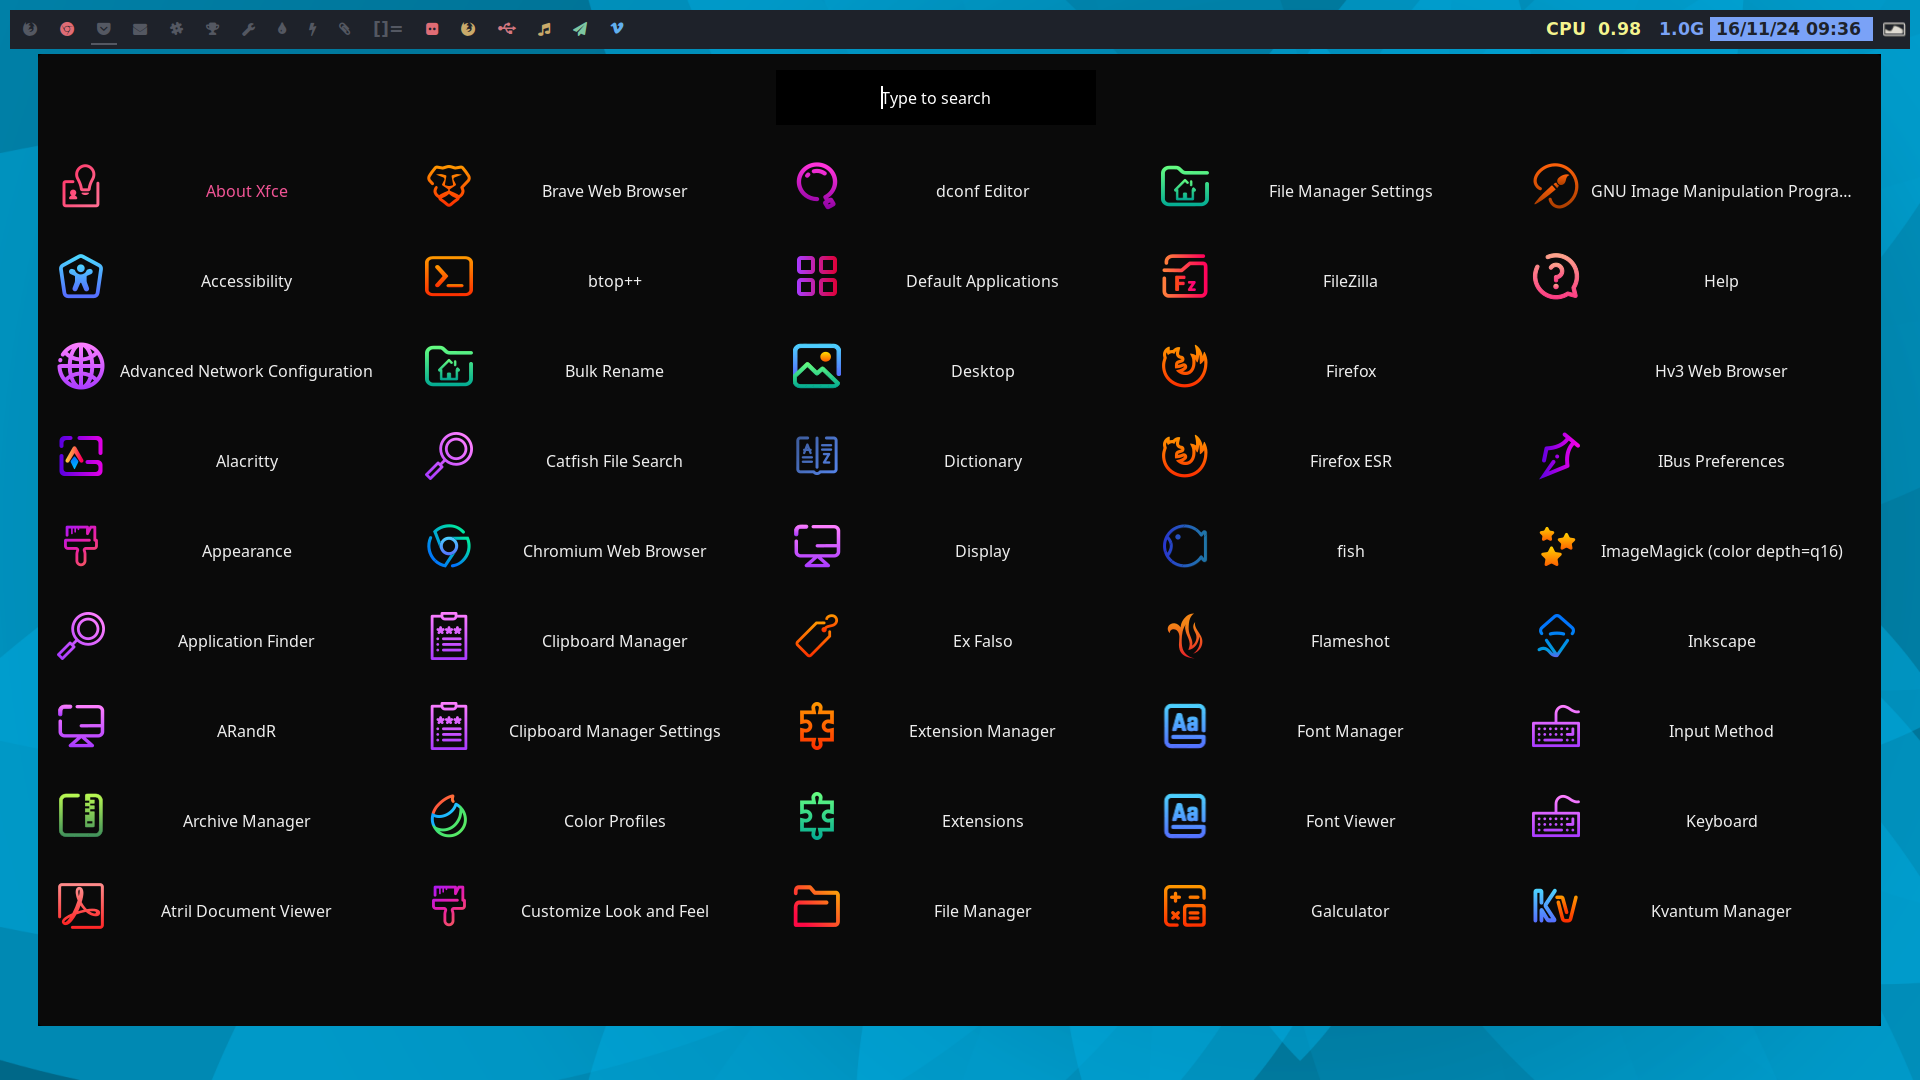 []=
CPU 0.98 1.0G 16/11/24 09:36
Type to search
About Xfce
Brave Web Browser
dconf Editor
File Manager Settings
GNU Image Manipulation Progra...
Accessibility
btop++
Default Applications
Fz
FileZilla
Help
Advanced Network Configuration
Bulk Rename
Desktop
Firefox
Hv3 Web Browser
Alacritty
Catfish File Search
A Z
Dictionary
Firefox ESR
IBus Preferences
Appearance
Chromium Web Browser
Display
fish
ImageMagick (color depth=q16)
Application Finder
Clipboard Manager
Ex Falso
Flameshot
Inkscape
ARandR
Clipboard Manager Settings
Extension Manager
Aa
Font Manager
Input Method
Archive Manager
Color Profiles
Extensions
Aa
Font Viewer
Keyboard
Atril Document Viewer
Customize Look and Feel
File Manager
Galculator
Kv
Kvantum Manager